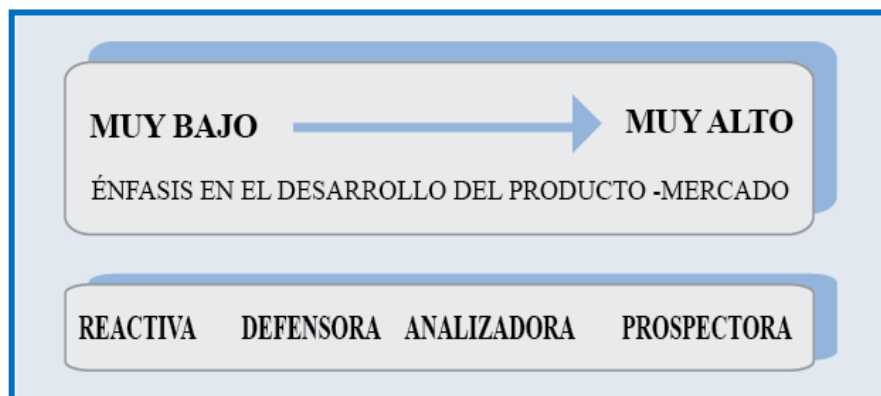 MUY BAJO MUY ALTO
ÉNFASIS EN EL DESARROLLO DEL PRODUCTO -MERCADO
REACTIVA DEFENSORA ANALIZADORA PROSPECTORA